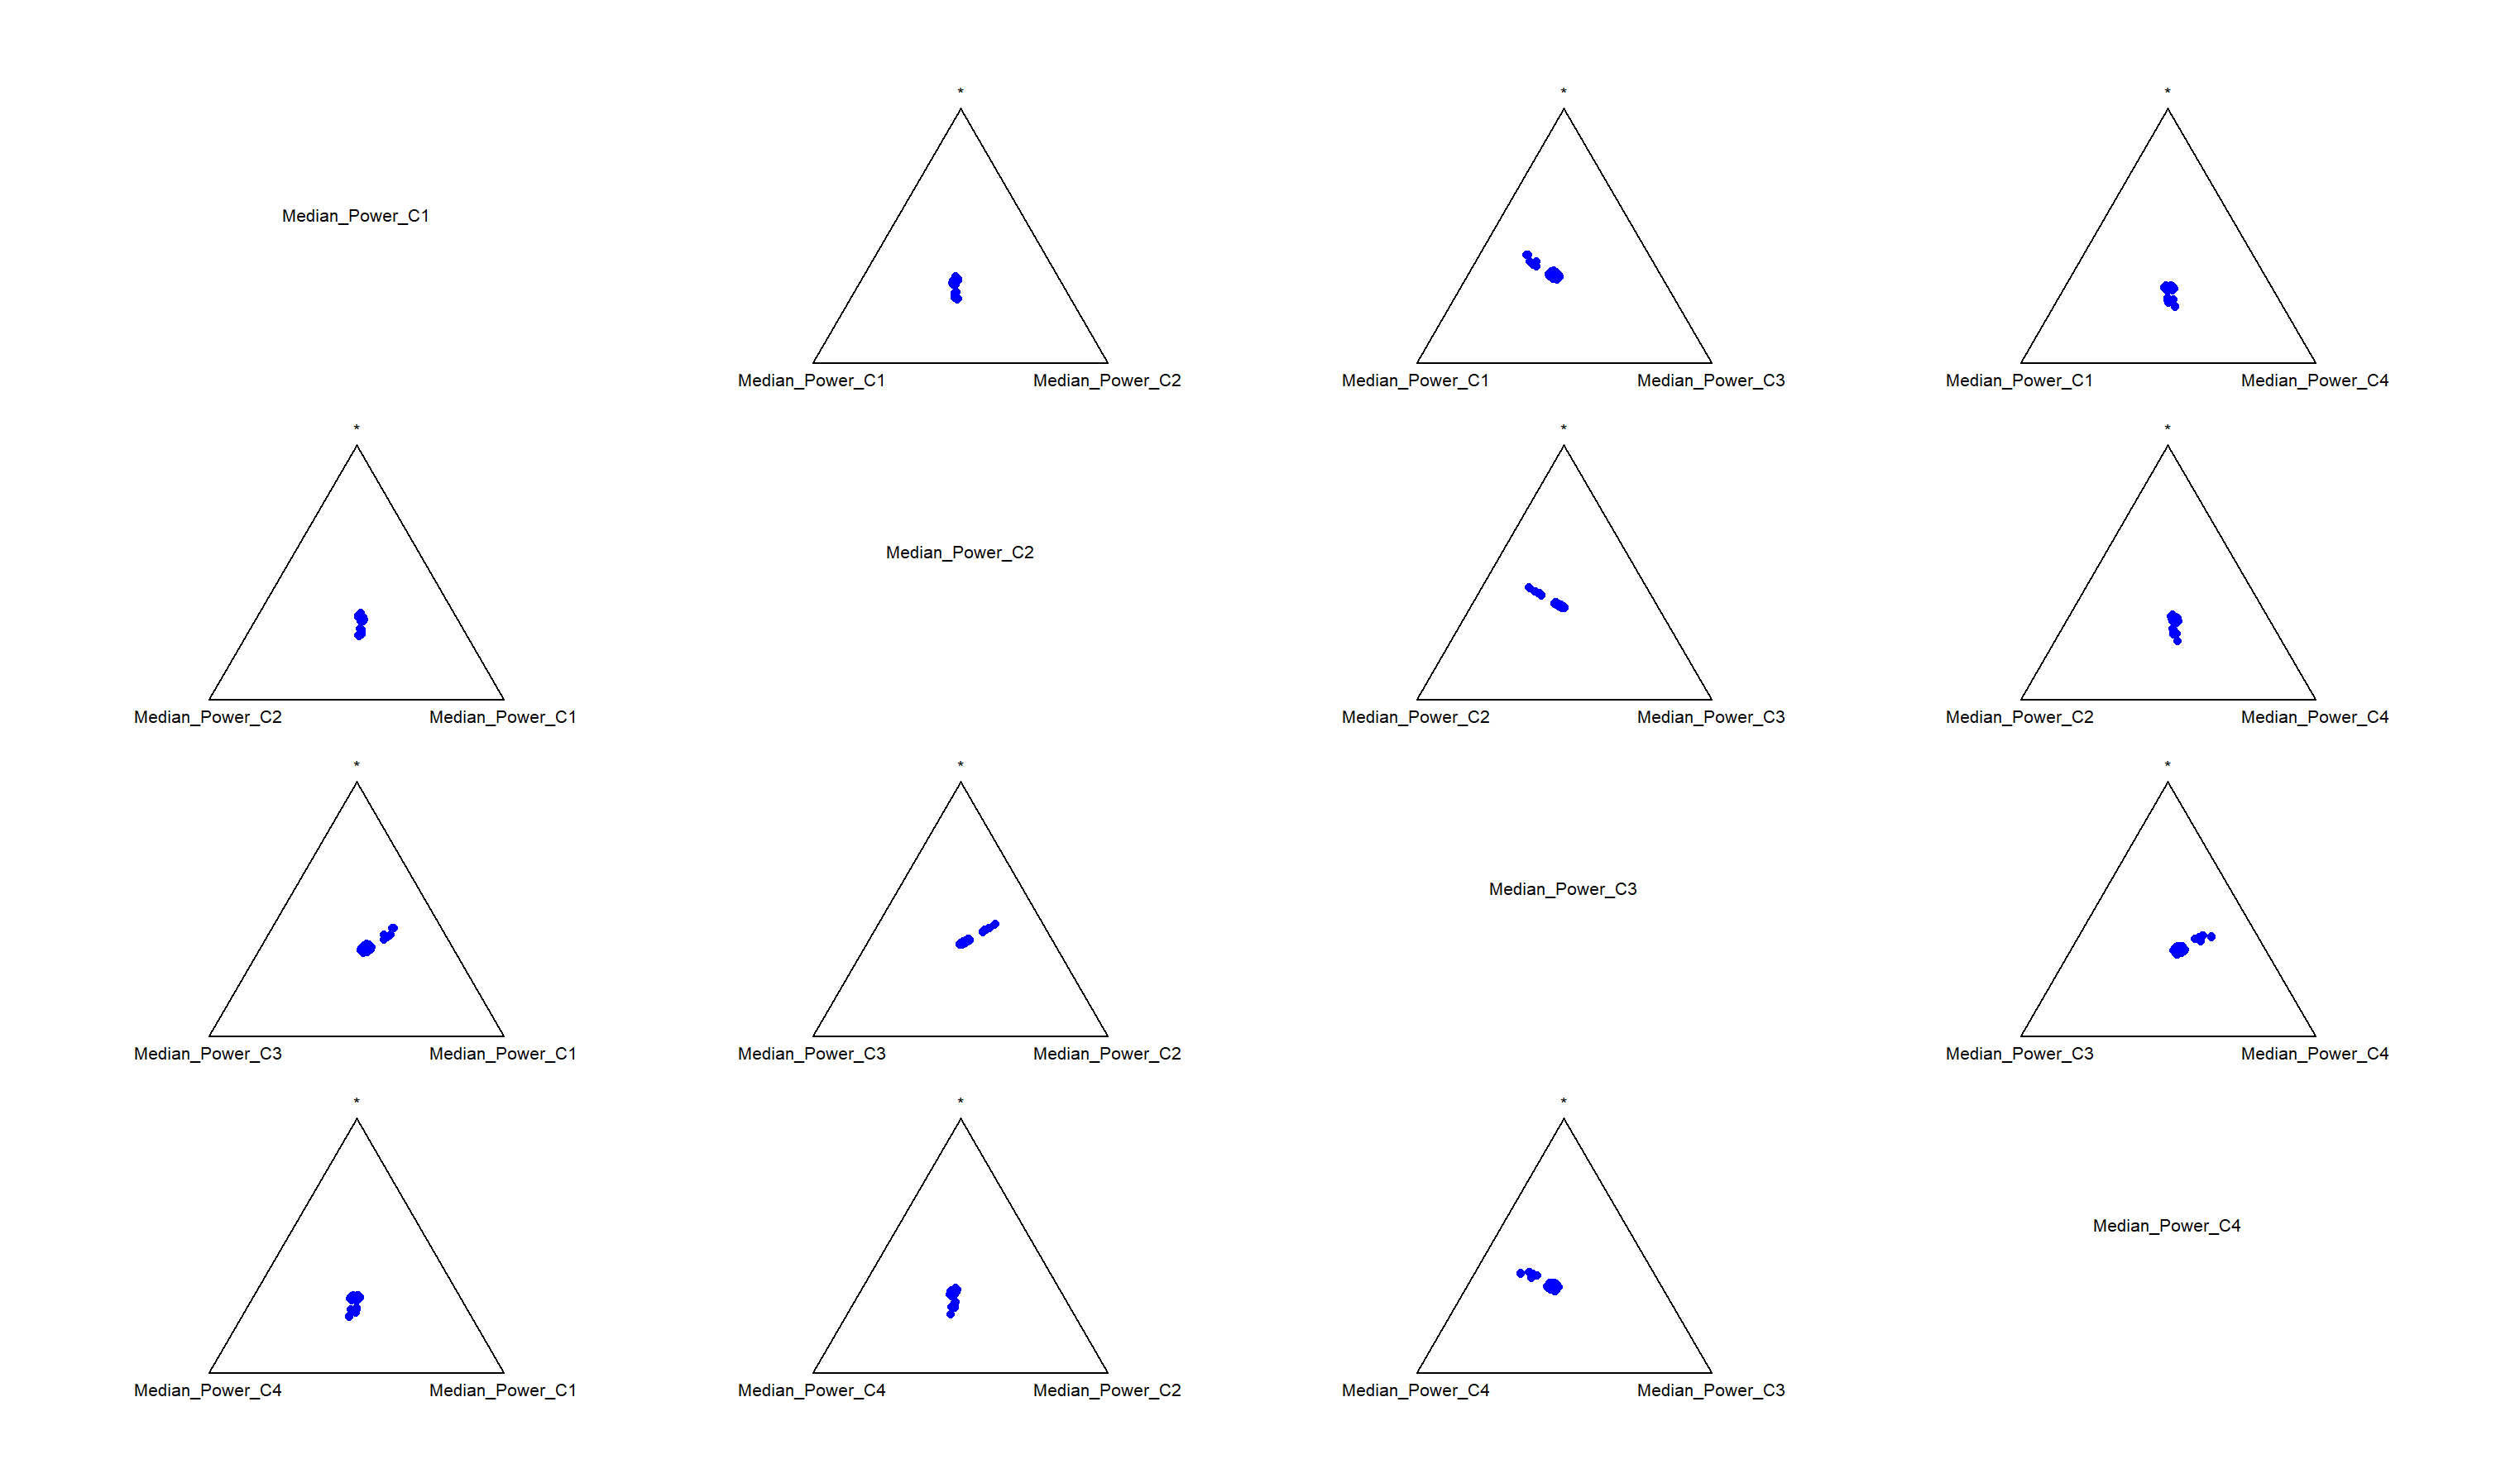 * * *
Median_Power_C1
Median_Power_C1 Median_Power_C2 Median_Power_C1 Median_Power_C3 Median_Power_C1 Median_Power_C4
* * *
Median_Power_C2
Median_Power_C2 Median_Power_C1 Median_Power_C2 Median_Power_C3 Median_Power_C2 Median_Power_C4
* * *
Median_Power_C3
Median_Power_C3 Median_Power_C1 Median_Power_C3 Median_Power_C2 Median_Power_C3 Median_Power_C4
* * *
Median_Power_C4
Median_Power_C4 Median_Power_C1 Median_Power_C4 Median_Power_C2 Median_Power_C4 Median_Power_C3